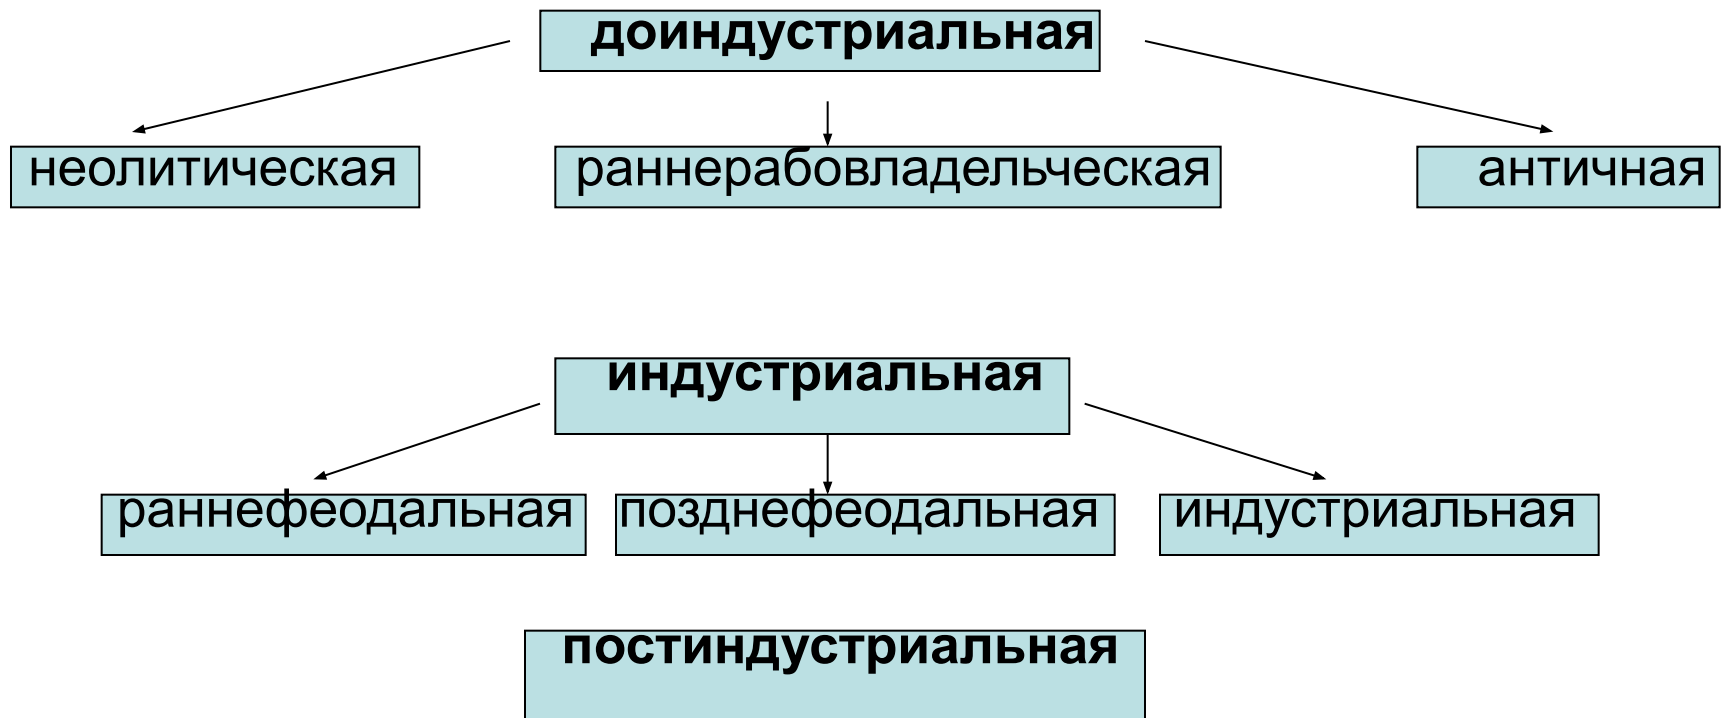 доиндустриальная
неолитическая раннерабовладельческая античная
индустриальная
раннефеодальная позднефеодальная индустриальная
постиндустриальная